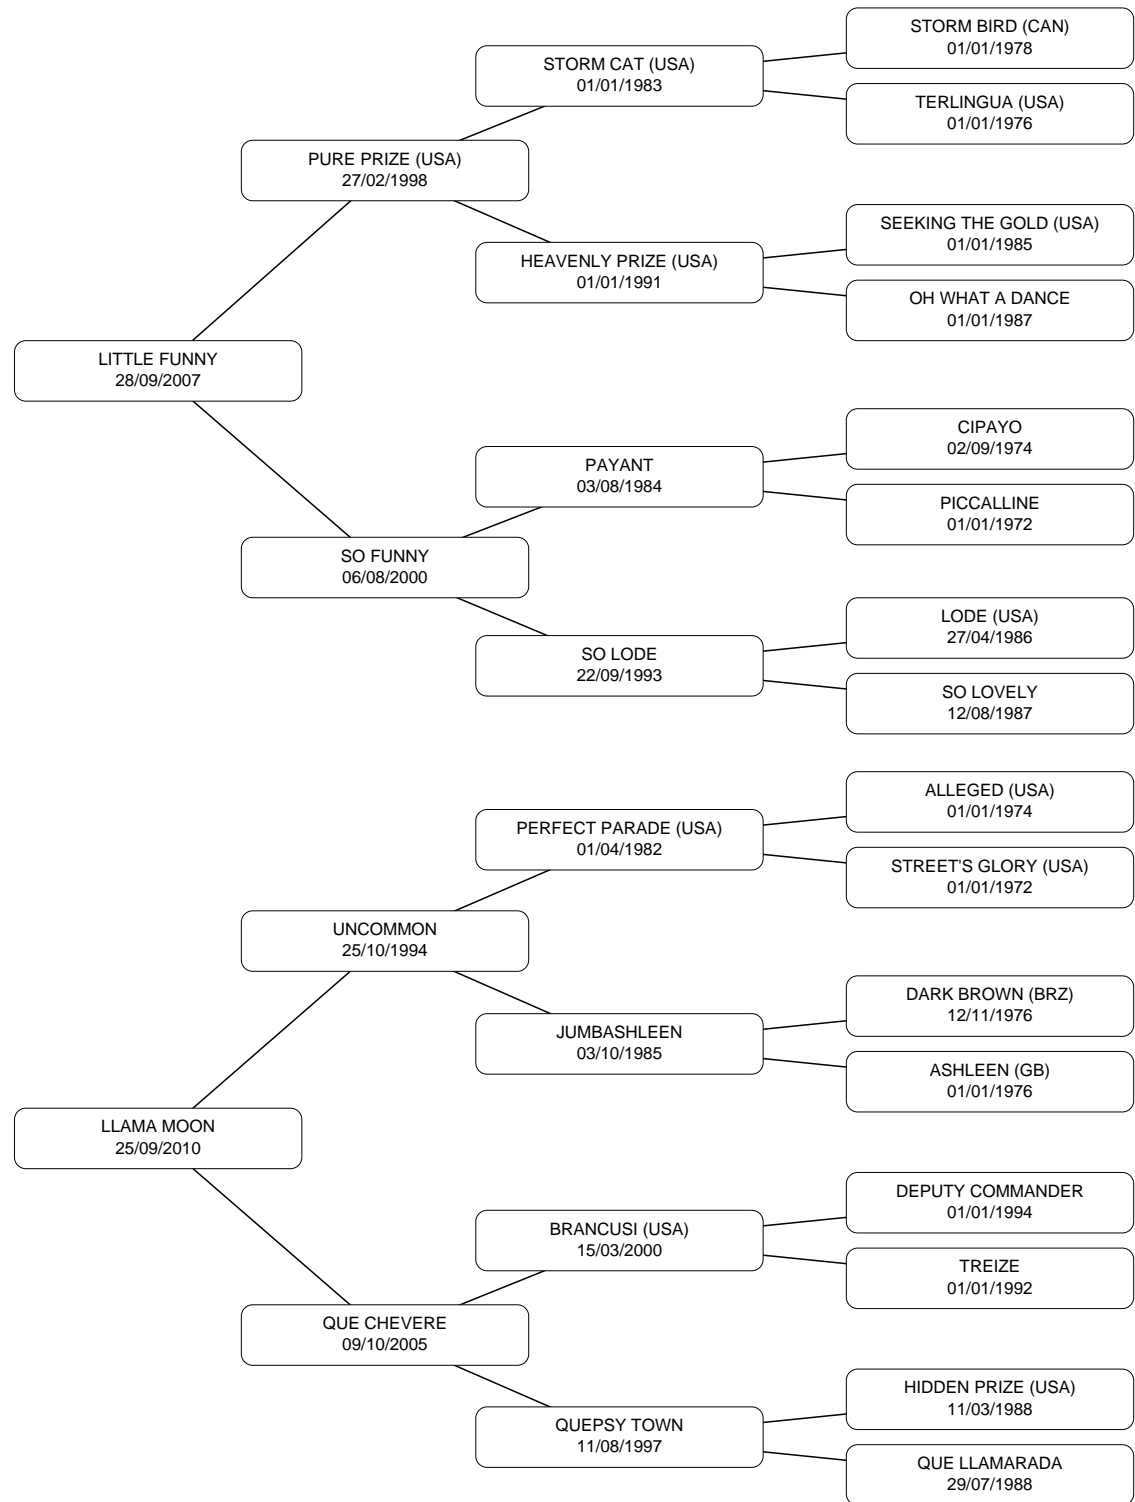 STORM BIRD (CAN)
01/01/1978
STORM CAT (USA)
01/01/1983
TERLINGUA (USA)
01/01/1976
PURE PRIZE (USA)
27/02/1998
SEEKING THE GOLD (USA)
01/01/1985
HEAVENLY PRIZE (USA)
01/01/1991
OH WHAT A DANCE
01/01/1987
LITTLE FUNNY
28/09/2007
CIPAYO
02/09/1974
PAYANT
03/08/1984
PICCALLINE
01/01/1972
SO FUNNY
06/08/2000
LODE (USA)
27/04/1986
SO LODE
22/09/1993
SO LOVELY
12/08/1987
ALLEGED (USA)
01/01/1974
PERFECT PARADE (USA)
01/04/1982
STREET'S GLORY (USA)
01/01/1972
UNCOMMON
25/10/1994
DARK BROWN (BRZ)
12/11/1976
JUMBASHLEEN
03/10/1985
ASHLEEN (GB)
01/01/1976
LLAMA MOON
25/09/2010
DEPUTY COMMANDER
01/01/1994
BRANCUSI (USA)
15/03/2000
TREIZE
01/01/1992
QUE CHEVERE
09/10/2005
HIDDEN PRIZE (USA)
11/03/1988
QUEPSY TOWN
11/08/1997
QUE LLAMARADA
29/07/1988